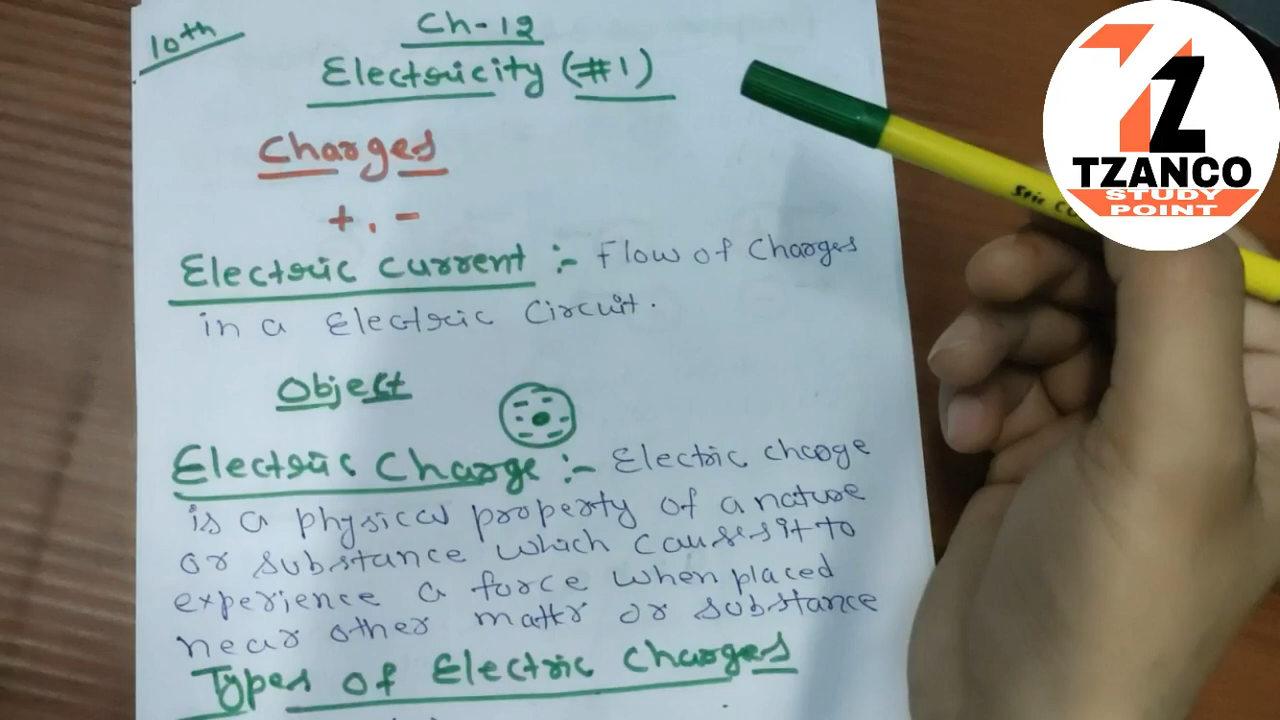 10th
Ch-12
Electricity (#1)
Charges
+ . -
Electric Current :- Flow of Charges
in a Electric Circuit.
Object
Electric Charge :- Electric charge
is a physical property of a nature
or substance which causes it to
experience a force when placed
near other matter or substance
Types of Electric Charges
TZ
TZANCO
STUDY
POINT